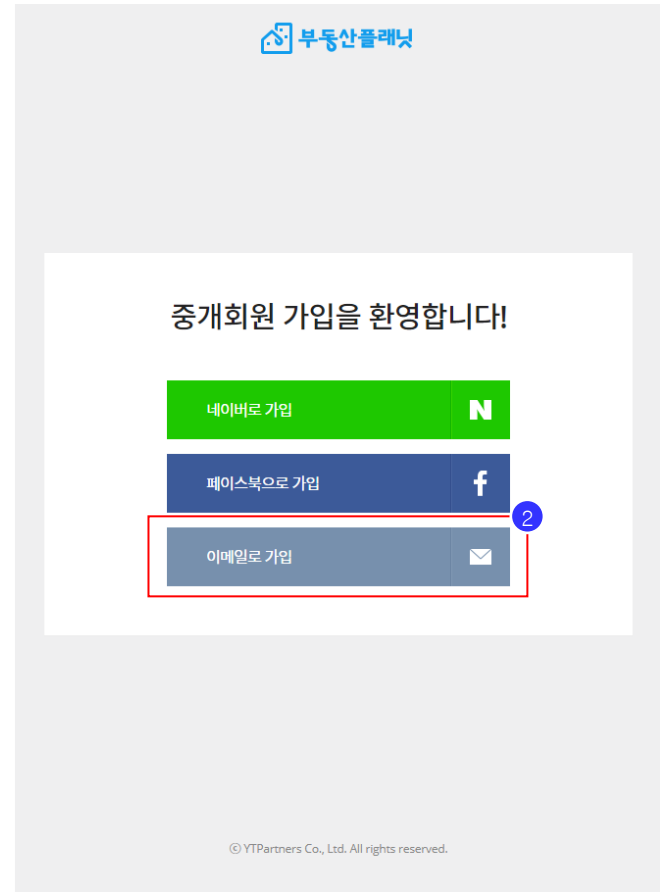 부동산플래닛
중개회원 가입을 환영합니다!
네이버로 가입 N
페이스북으로 가입 f
2
이메일로 가입
ⓒ YTPartners Co., Ltd. All rights reserved.